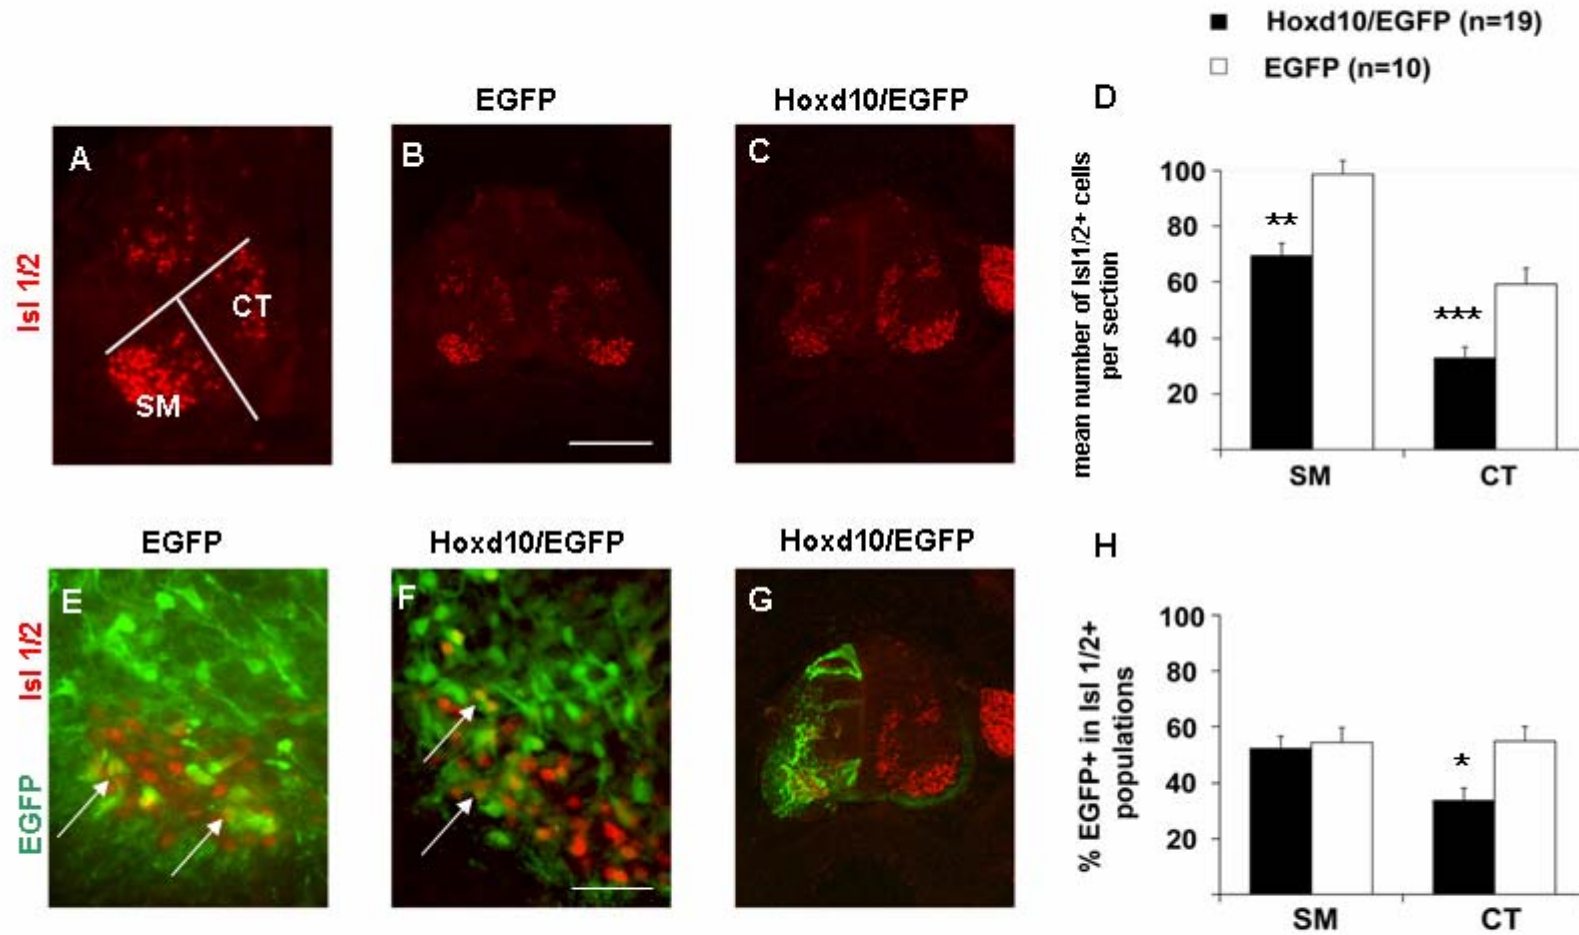 Hoxd10/EGFP (n=19)
EGFP (n=10)
EGFP
Hoxd10/EGFP
D
Isl 1/2
A
CT
SM
B
C
mean number of Isl1/2+ cells
per section
100
80
60
40
20
**
***
SM
CT
EGFP
Hoxd10/EGFP
Hoxd10/EGFP
H
EGFP
Isl 1/2
E
F
G
% EGFP+ in Isl 1/2+
populations
100
80
60
40
20
*
SM
CT